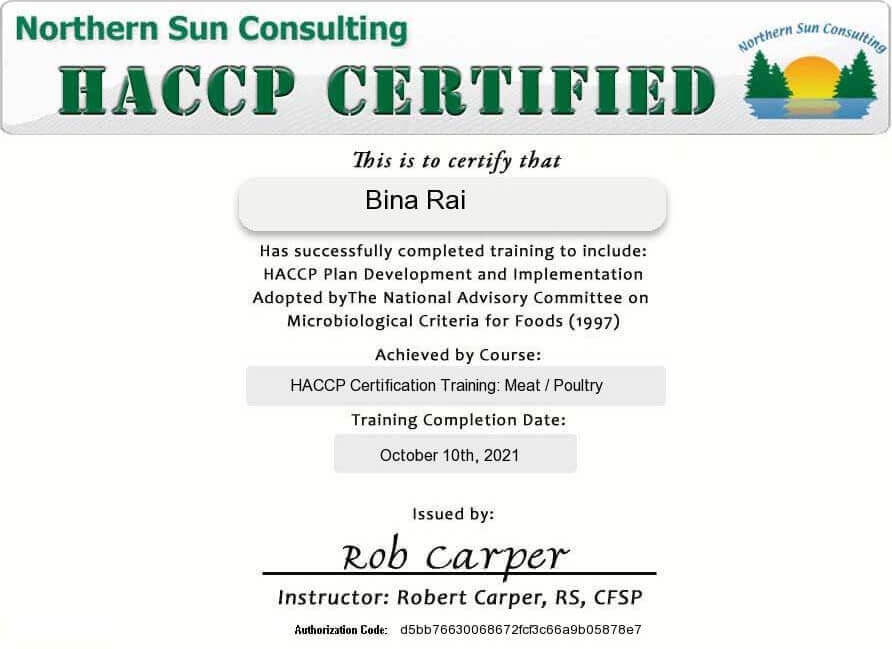 Northern Sun Consulting
HACCP CERTIFIED
Northern Sun Consulting
This is to certify that
Bina Rai
Has successfully completed training to include:
HACCP Plan Development and Implementation
Adopted byThe National Advisory Committee on
Microbiological Criteria for Foods (1997)
Achieved by Course:
HACCP Certification Training: Meat / Poultry
Training Completion Date:
October 10th, 2021
Issued by:
Rob Carper
Instructor: Robert Carper, RS, CFSP
Authorization Code: d5bb76630068672fcf3c66a9b05878e7